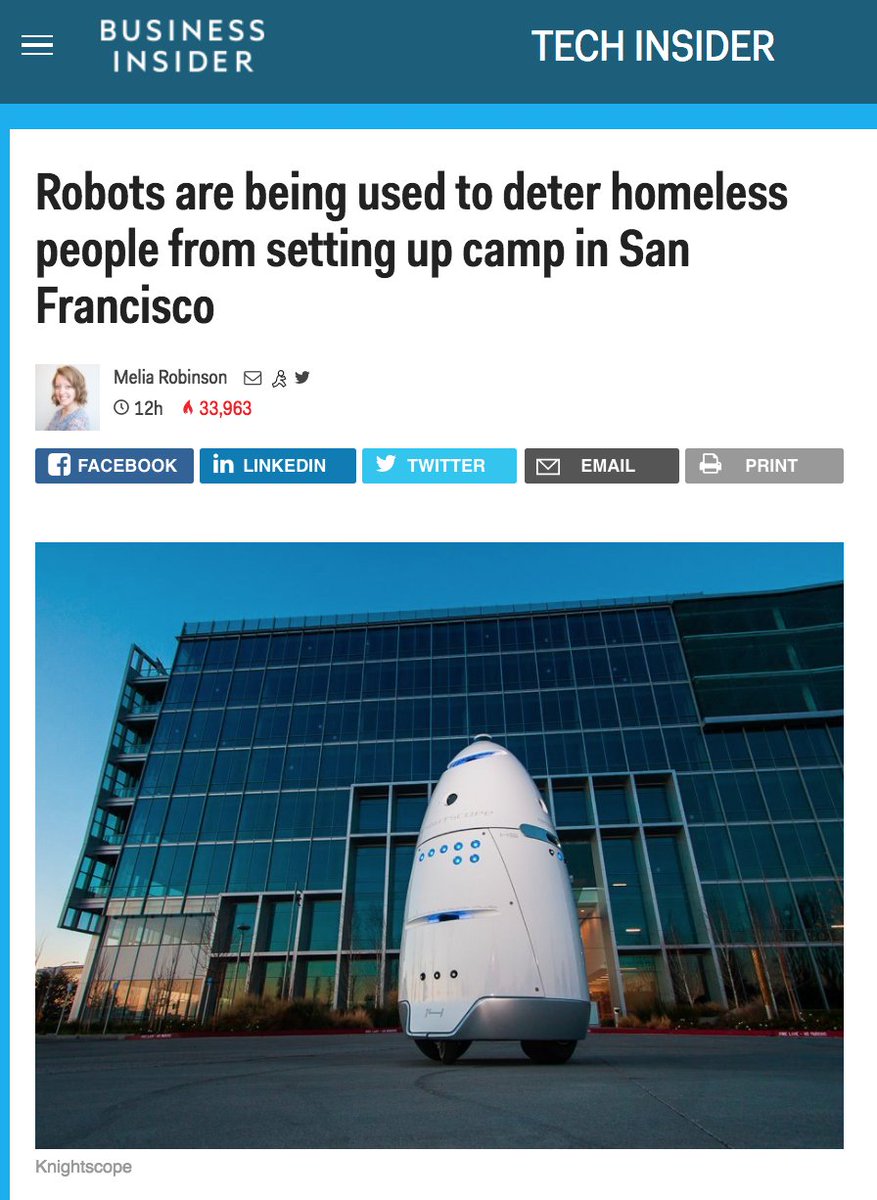 BUSINESS
INSIDER
TECH INSIDER
Robots are being used to deter homeless
people from setting up camp in San
Francisco
Melia Robinson
12h 33,963
FACEBOOK
LINKEDIN
TWITTER
EMAIL
PRINT
Knightscope